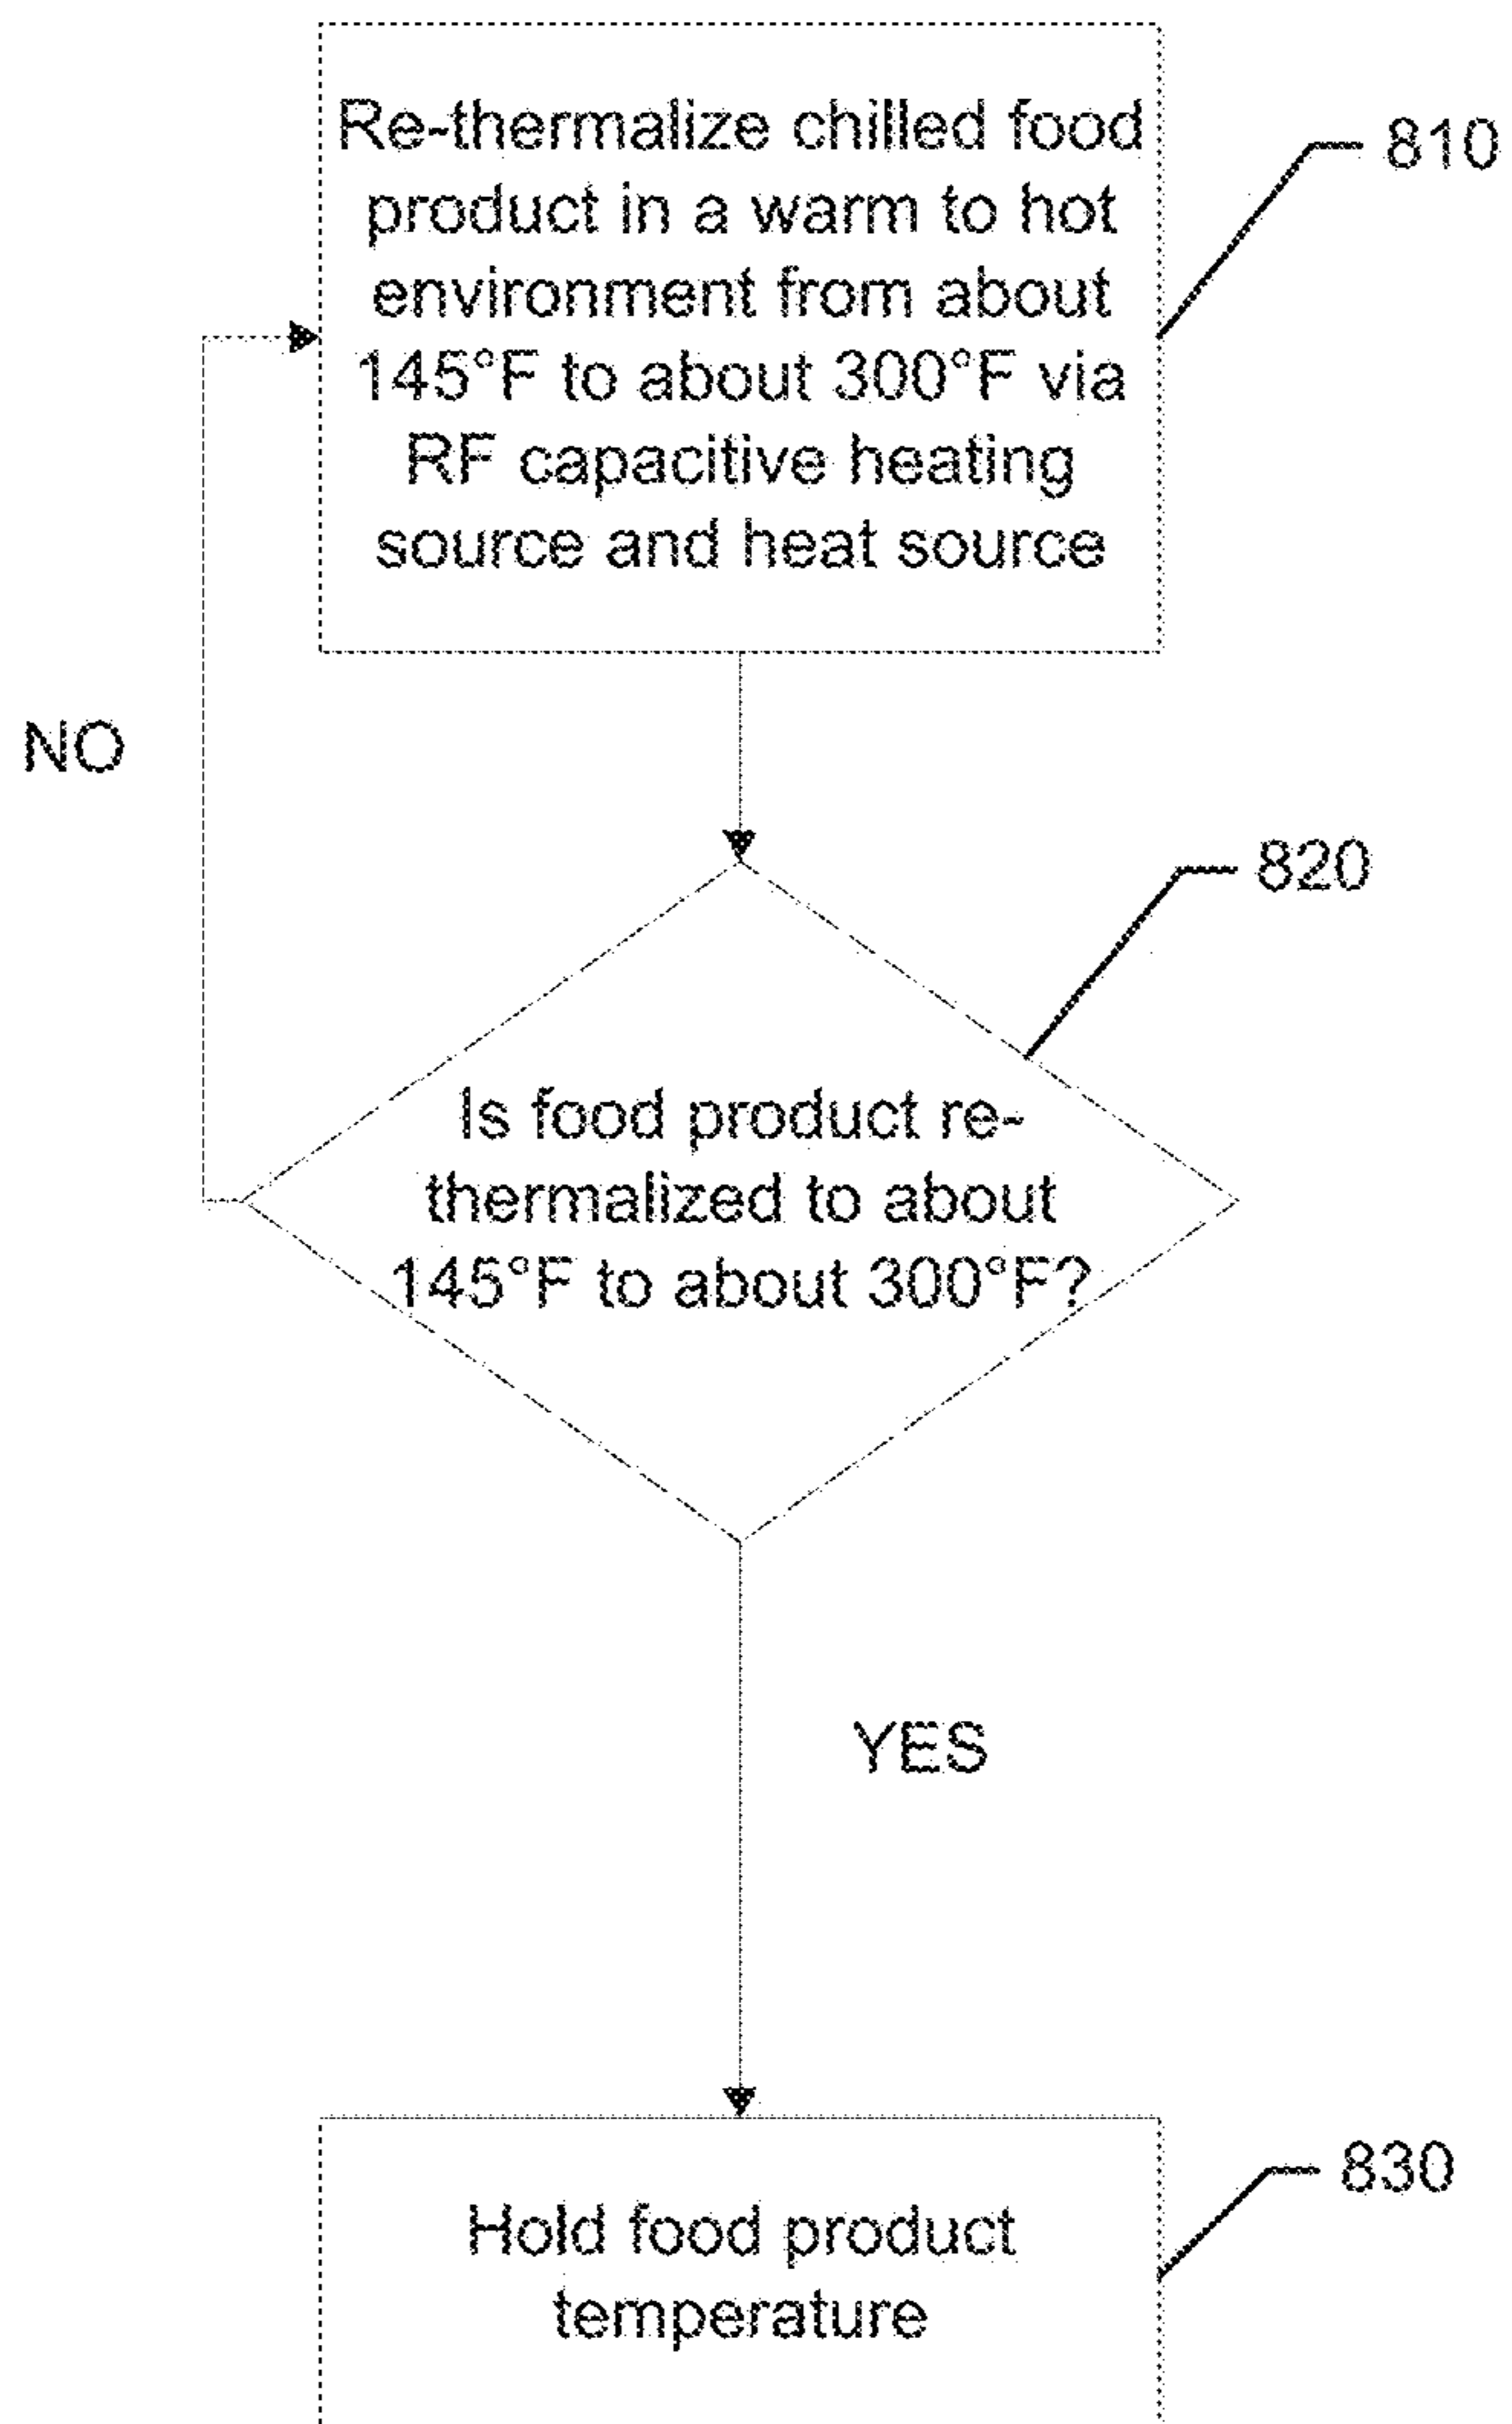 Re-thermalize chilled food
product in a warm to hot
environment from about
145°F to about 300°F via
RF capacitive heating
source and heat source
810
NO
820
Is food product re-
thermalized to about
145°F to about 300°F?
YES
830
Hold food product
temperature